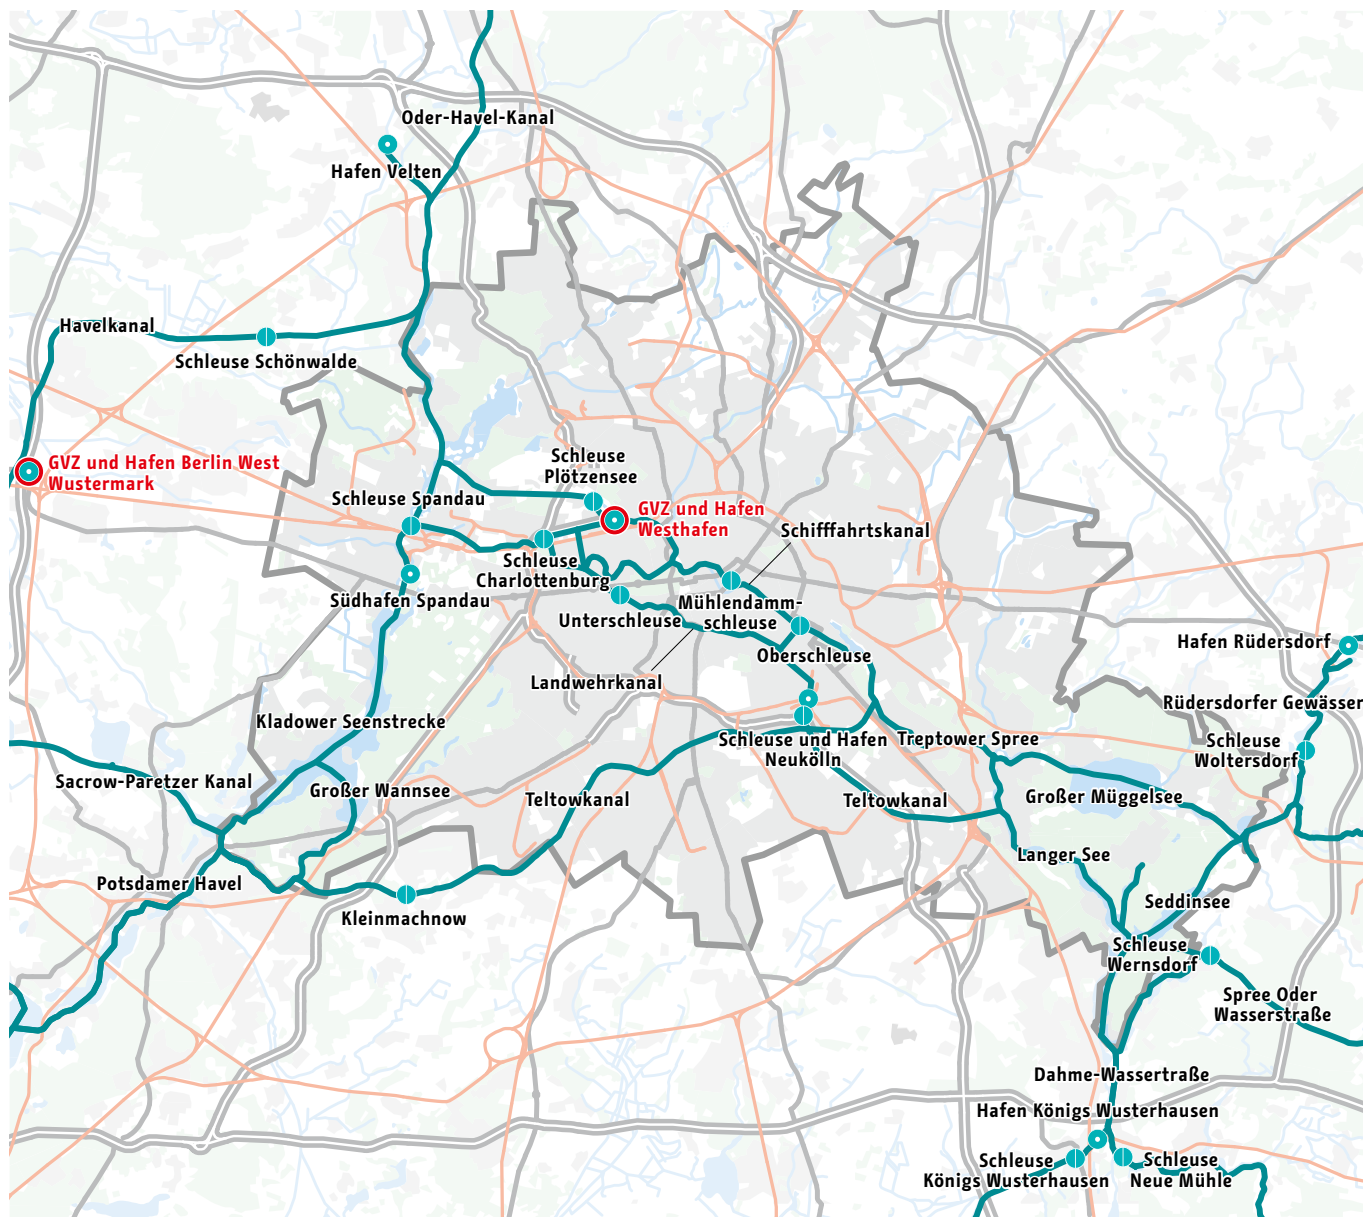 Oder-Havel-Kanal
Hafen Velten
Havelkanal
Schleuse Schönwalde
GVZ und Hafen Berlin West
Wustermark
Schleuse
Plötzensee
Schleuse Spandau
GVZ und Hafen
Westhafen
Schifffahrtskanal
Schleuse
Charlottenburg
Südhafen Spandau
Unterschleuse
Mühlendamm-
schleuse
Oberschleuse
Landwehrkanal
Hafen Rüdersdorf
Rüdersdorfer Gewässer
Kladower Seenstrecke
Schleuse und Hafen
Neukölln
Treptower Spree
Schleuse
Woltersdorf
Sacrow-Paretzer Kanal
Großer Wannsee
Teltowkanal
Teltowkanal
Großer Müggelsee
Langer See
Potsdamer Havel
Kleinmachnow
Seddinsee
Schleuse
Wernsdorf
Spree Oder
Wasserstraße
Dahme-Wassertraße
Hafen Königs Wusterhausen
Schleuse
Königs Wusterhausen
Schleuse
Neue Mühle